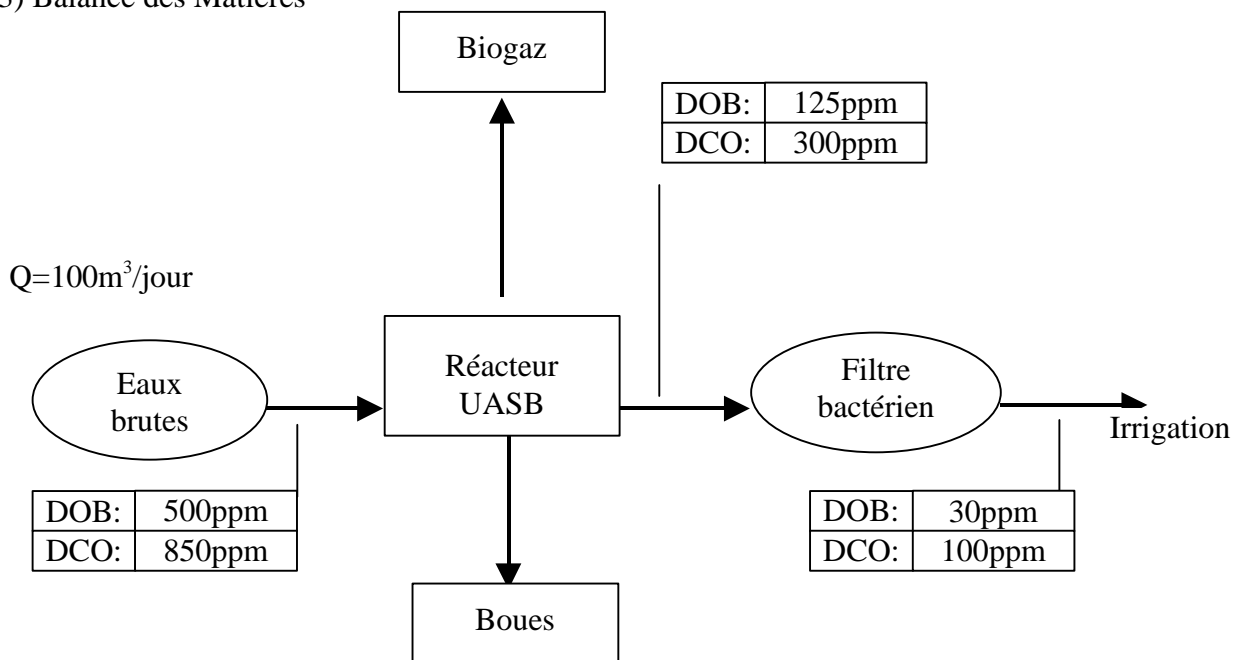 Balance des Matières
Biogaz
DOB: 125ppm
DCO: 300ppm
Q=100m³/jour
Eaux
brutes
Réacteur
UASB
Filtre
bactérien
Irrigation
DOB: 500ppm
DCO: 850ppm
DOB: 30ppm
DCO: 100ppm
Boues